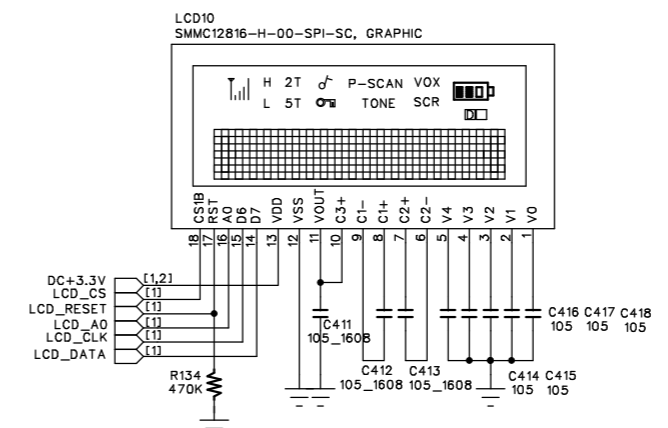 LCD10
SMMC12816-H-00-SPI-SC, GRAPHIC
H 2T P-SCAN VOX
L 5T TONE SCR
D
CS1B RST A0 D6 D7 VDD VSS VOUT C3+ C1- C1+ C2+ C2- V4 V3 V2 V1 V0
18 17 16 15 14 13 12 11 10 9 8 7 6 5 4 3 2 1
DC+3.3V [1,2]
LCD_CS [1]
LCD_RESET [1]
LCD_A0 [1]
LCD_CLK [1]
LCD_DATA [1]
C411
105_1608
C416 C417 C418
105 105 105
R134
470K
C412 C413
105_1608 105_1608
C414 C415
105 105